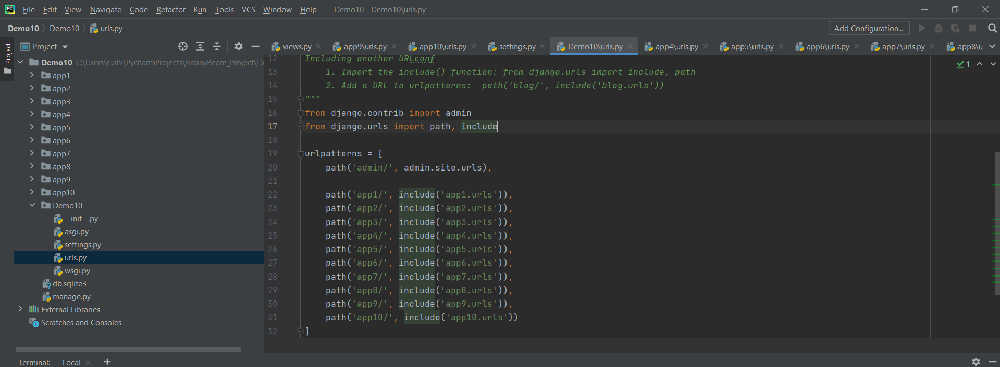 PC File Edit View Navigate Code Refactor Run Tools VCS Window Help Demo10 - Demo10\urls.py
Demo10 Demo10 urls.py Add Configuration...
Project
Project
views.py app9\urls.py app10\urls.py settings.py Demo10\urls.py app4\urls.py app5\urls.py app6\urls.py app7\urls.py app8\u
Demo10 C:\Users\rushi\PycharmProjects\BrainyBeam_Project\De
app1
app2
app3
app4
app5
app6
app7
app8
app9
app10
Demo10
__init__.py
asgi.py
settings.py
urls.py
wsgi.py
db.sqlite3
manage.py
External Libraries
Scratches and Consoles
12 Including another URLconf
13 1. Import the include() function: from django.urls import include, path
14 2. Add a URL to urlpatterns: path('blog/', include('blog.urls'))
15 """
16 from django.contrib import admin
17 from django.urls import path, include
18
19 urlpatterns = [
20 path('admin/', admin.site.urls),
21
22 path('app1/', include('app1.urls')),
23 path('app2/', include('app2.urls')),
24 path('app3/', include('app3.urls')),
25 path('app4/', include('app4.urls')),
26 path('app5/', include('app5.urls')),
27 path('app6/', include('app6.urls')),
28 path('app7/', include('app7.urls')),
29 path('app8/', include('app8.urls')),
30 path('app9/', include('app9.urls')),
31 path('app10/', include('app10.urls'))
32 ]
1
Terminal: Local